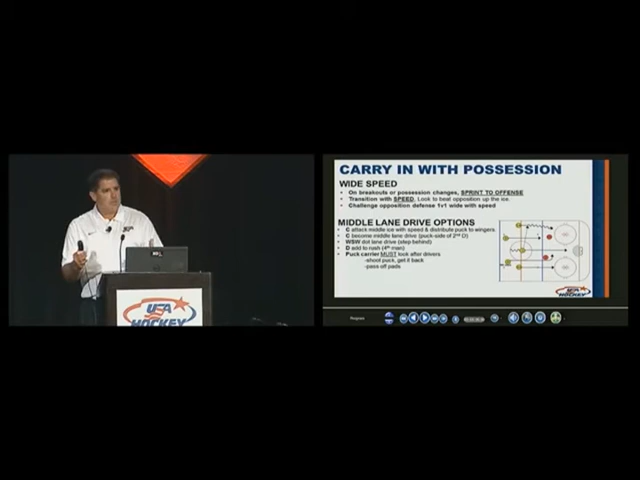 USA
HOCKEY
CARRY IN WITH POSSESSION
WIDE SPEED
• On breakouts or possession changes, SPRINT TO OFFENSE
• Transition with SPEED. Look to beat opposition up the ice.
• Challenge opposition defense 1v1 wide with speed
MIDDLE LANE DRIVE OPTIONS
• C attack middle ice with speed & distribute puck to wingers
• C become middle lane drive (puck-side of 2nd D)
• WSW dot lane drive (step behind)
• D add to rush (4th man)
• Puck carrier MUST look after drivers
-shoot puck, get it back
-pass off pads
USA
HOCKEY